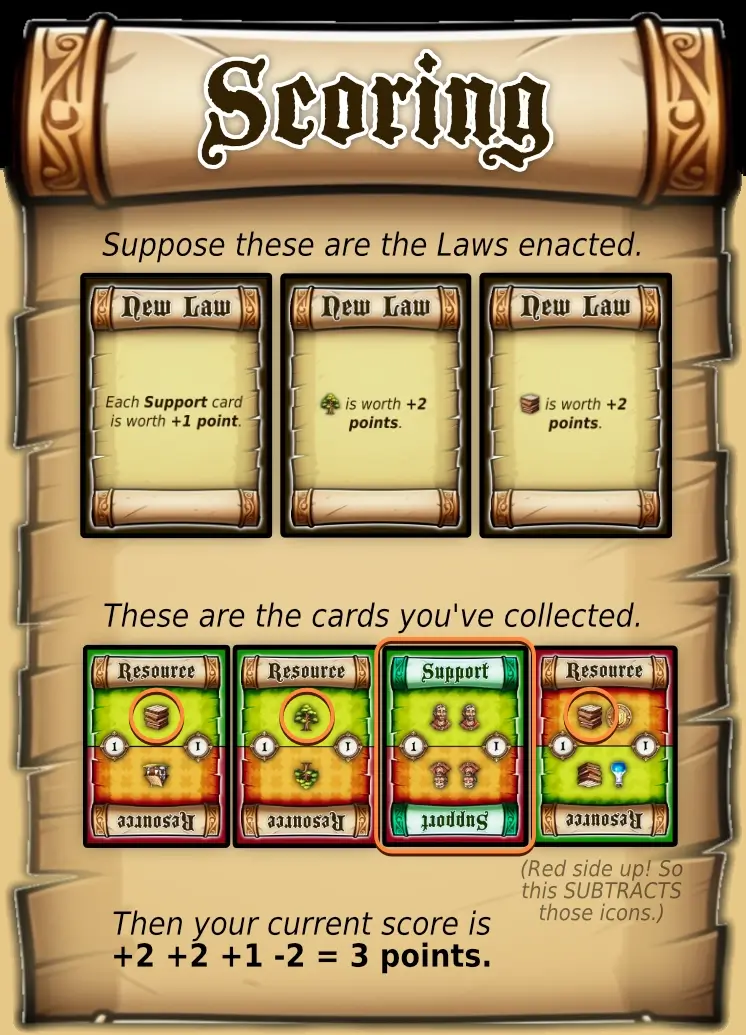 Scoring
Suppose these are the Laws enacted.
New Law
Each Support card
is worth +1 point.
New Law
is worth +2
points.
New Law
is worth +2
points.
These are the cards you've collected.
Resource
1
1
Resource
Resource
1
1
Resource
Support
1
1
Support
Resource
1
1
Resource
(Red side up! So
this SUBTRACTS
those icons.)
Then your current score is
+2 +2 +1 -2 = 3 points.